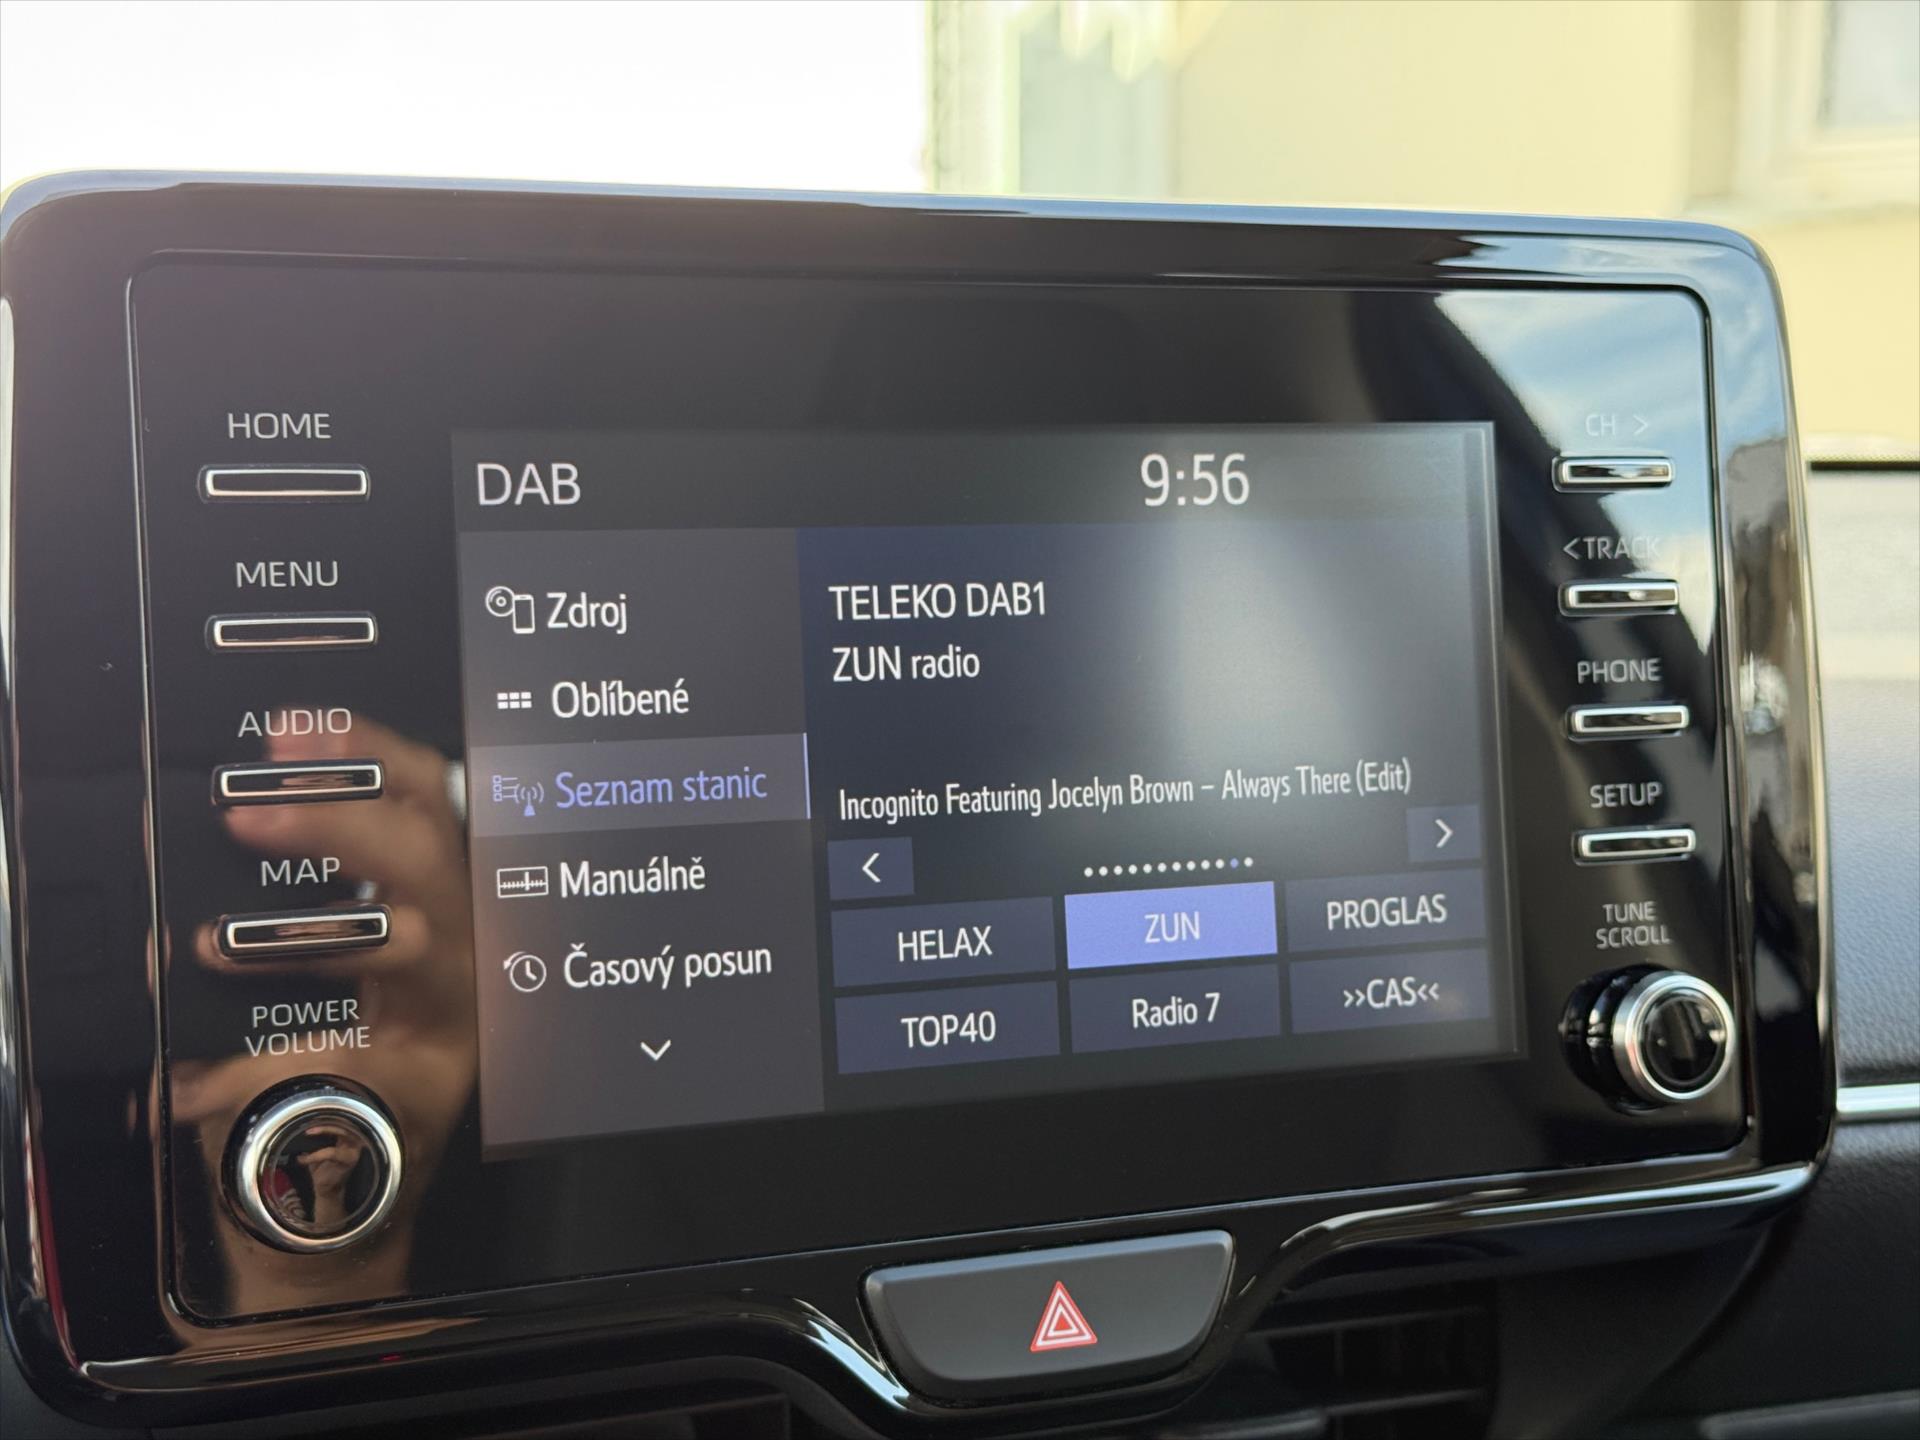 HOME
MENU
AUDIO
MAP
POWER
VOLUME
DAB
9:56
Zdroj
Oblíbené
Seznam stanic
Manuálně
Časový posun
TELEKO DAB1
ZUN radio
Incognito Featuring Jocelyn Brown – Always There (Edit)
HELAX
ZUN
PROGLAS
TOP40
Radio 7
>>CAS<<
CH >
<TRACK
PHONE
SETUP
TUNE
SCROLL